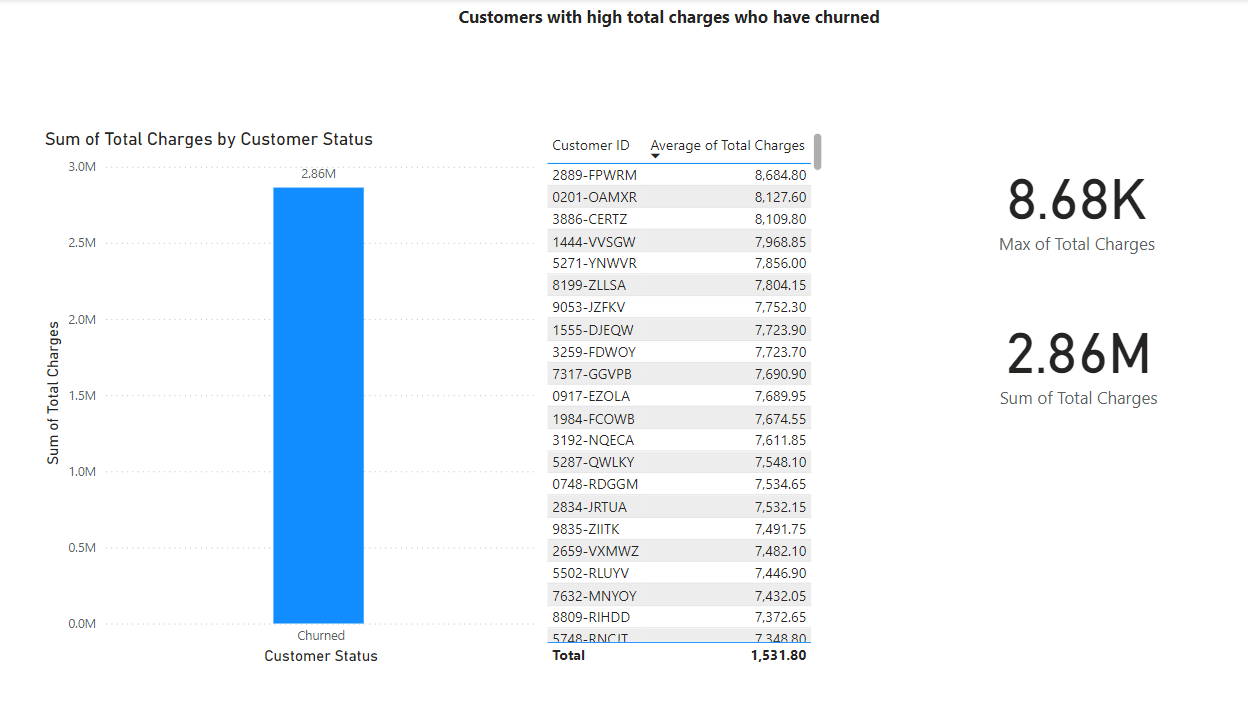 Customers with high total charges who have churned
Sum of Total Charges by Customer Status
Sum of Total Charges
3.0M
2.5M
2.0M
1.5M
1.0M
0.5M
0.0M
2.86M
Churned
Customer Status
Customer ID Average of Total Charges
2889-FPWRM 8,684.80
0201-OAMXR 8,127.60
3886-CERTZ 8,109.80
1444-VVSGW 7,968.85
5271-YNWVR 7,856.00
8199-ZLLSA 7,804.15
9053-JZFKV 7,752.30
1555-DJEQW 7,723.90
3259-FDWOY 7,723.70
7317-GGVPB 7,690.90
0917-EZOLA 7,689.95
1984-FCOWB 7,674.55
3192-NQECA 7,611.85
5287-QWLKY 7,548.10
0748-RDGGM 7,534.65
2834-JRTUA 7,532.15
9835-ZIITK 7,491.75
2659-VXMWZ 7,482.10
5502-RLUYV 7,446.90
7632-MNYOY 7,432.05
8809-RIHDD 7,372.65
5748-RNCJT 7,348.80
Total 1,531.80
8.68K
Max of Total Charges
2.86M
Sum of Total Charges